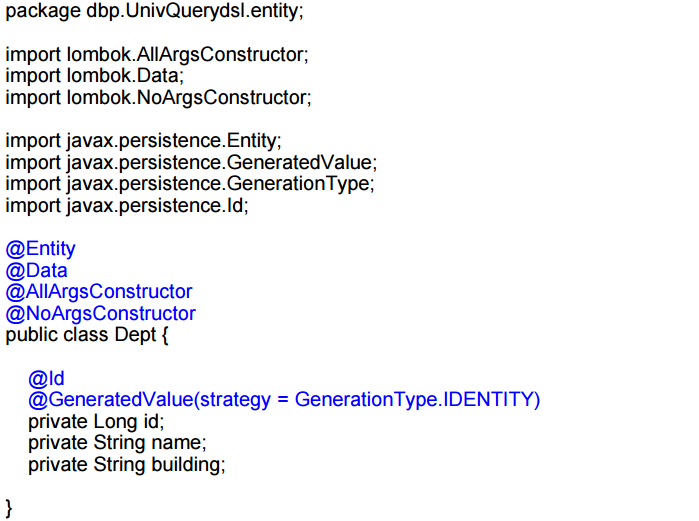 package dbp.UnivQuerydsl.entity;
import lombok.AllArgsConstructor;
import lombok.Data;
import lombok.NoArgsConstructor;
import javax.persistence.Entity;
import javax.persistence.GeneratedValue;
import javax.persistence.GenerationType;
import javax.persistence.Id;
@Entity
@Data
@AllArgsConstructor
@NoArgsConstructor
public class Dept {
@Id
@GeneratedValue(strategy = GenerationType.IDENTITY)
private Long id;
private String name;
private String building;
}